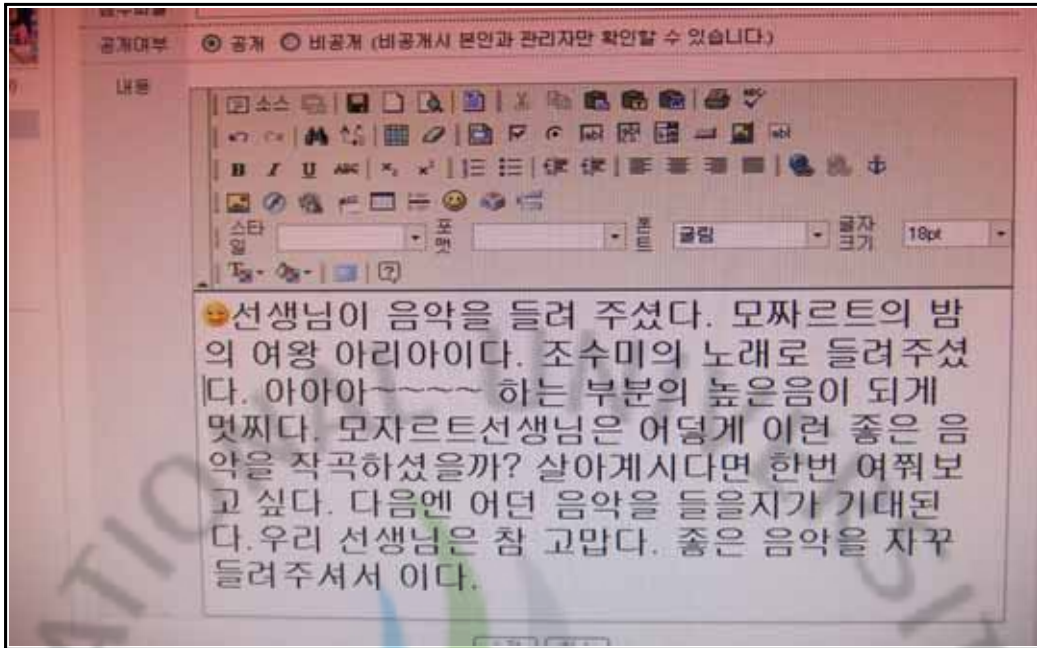 공개여부 공개 비공개 (비공개시 본인과 관리자만 확인할 수 있습니다.)
내용
소스
B I U ABC x₂ x²
스타일 포맷 폰트 굴림 글자크기 18pt
선생님이 음악을 들려 주셨다. 모짜르트의 밤
의 여왕 아리아이다. 조수미의 노래로 들려주셨
다. 아아아~~~~~ 하는 부분의 높은음이 되게
멋찌다. 모자르트선생님은 어덯게 이런 좋은 음
악을 작곡하셨을까? 살아계시다면 한번 여쭤보
고 싶다. 다음엔 어떤 음악을 들을지가 기대된
다.우리 선생님은 참 고맙다. 좋은 음악을 자꾸
들려주셔서 이다.